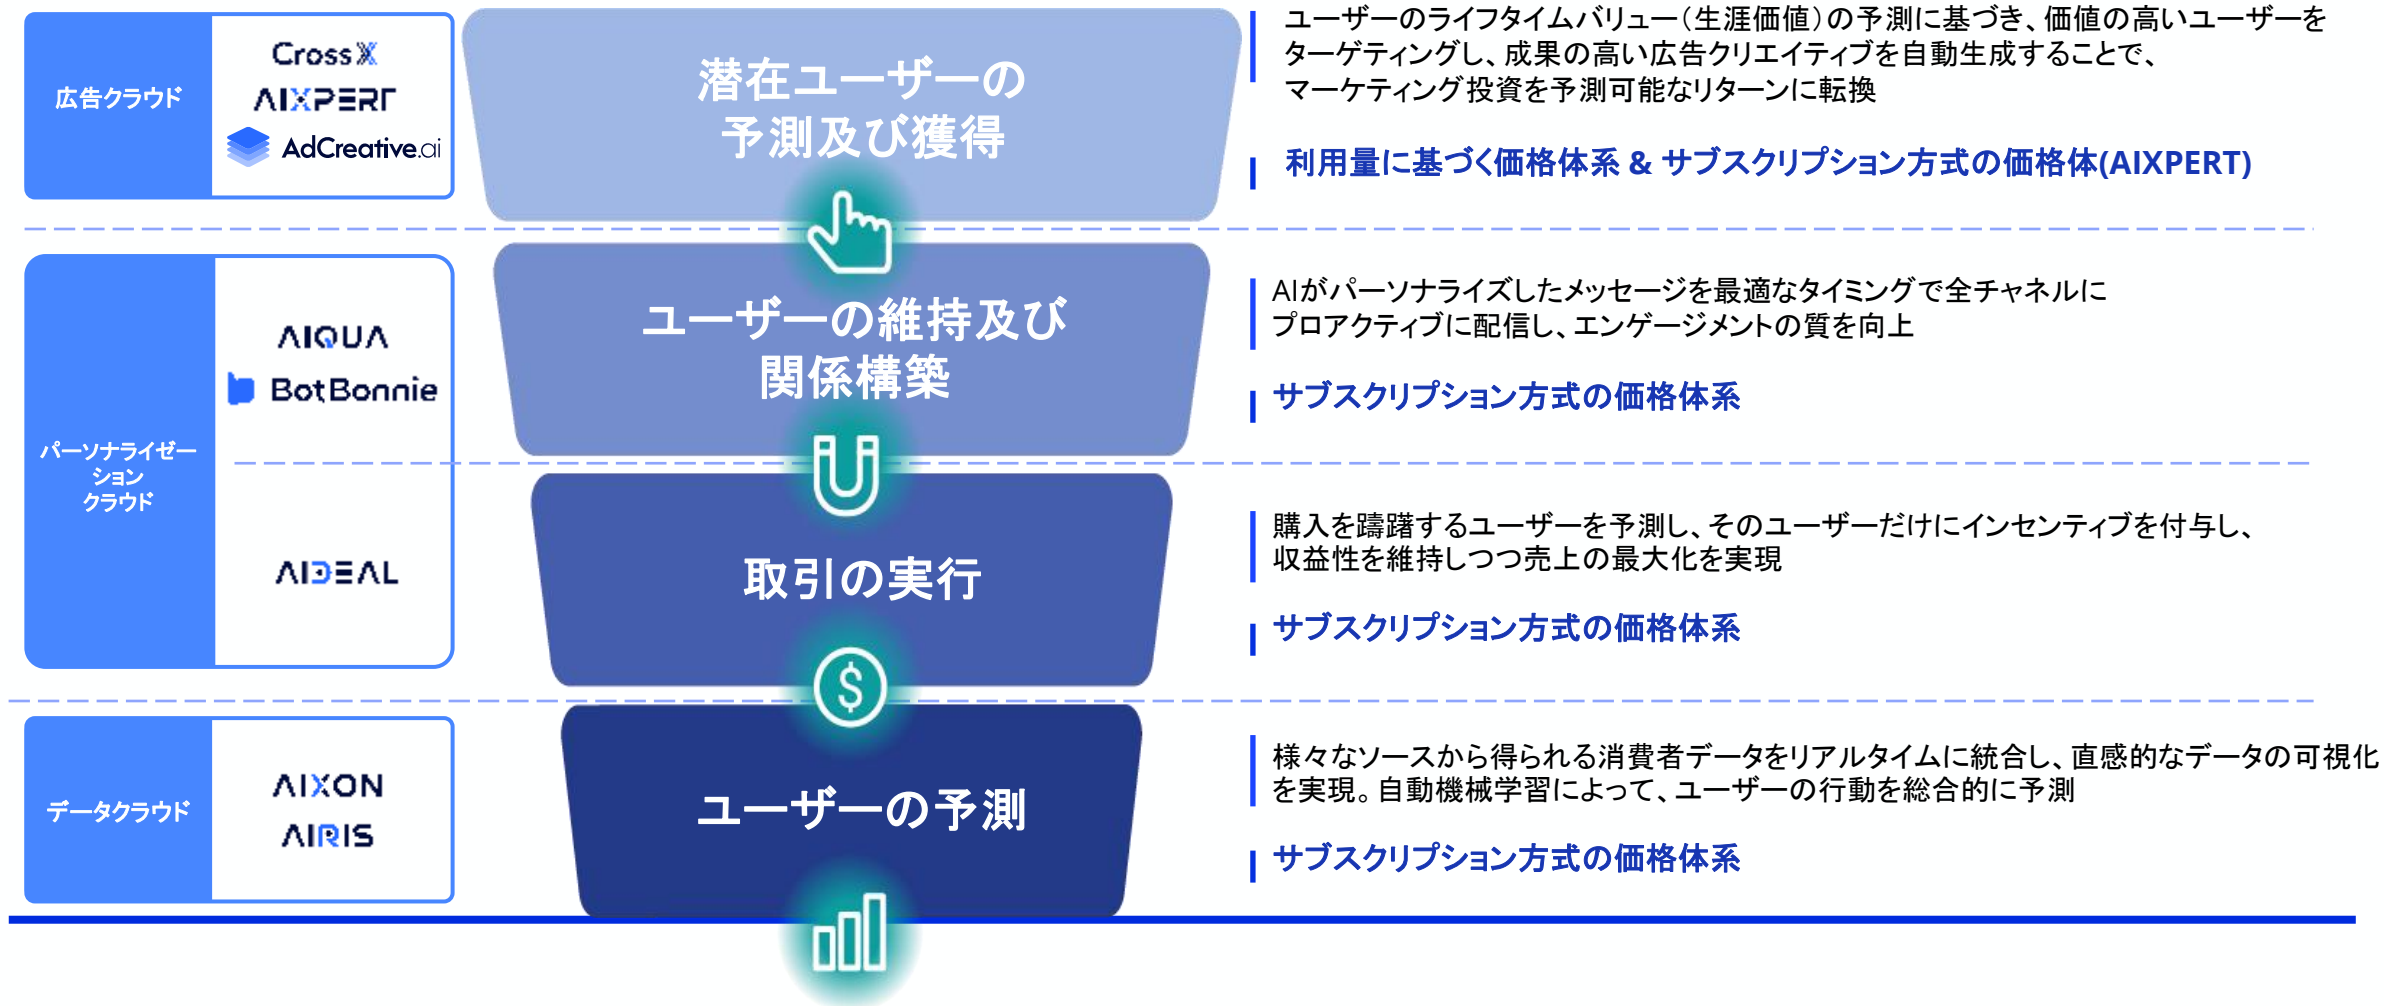 広告クラウド
CrossX
AIXPERT
AdCreative.ai
潜在ユーザーの
予測及び獲得
ユーザーのライフタイムバリュー(生涯価値)の予測に基づき、価値の高いユーザーを
ターゲティングし、成果の高い広告クリエイティブを自動生成することで、
マーケティング投資を予測可能なリターンに転換
利用量に基づく価格体系 & サブスクリプション方式の価格体(AIXPERT)
パーソナライゼー
ション
クラウド
AIQUA
BotBonnie
ユーザーの維持及び
関係構築
AIがパーソナライズしたメッセージを最適なタイミングで全チャネルに
プロアクティブに配信し、エンゲージメントの質を向上
サブスクリプション方式の価格体系
AIDEAL
取引の実行
購入を躊躇するユーザーを予測し、そのユーザーだけにインセンティブを付与し、
収益性を維持しつつ売上の最大化を実現
サブスクリプション方式の価格体系
$
データクラウド
AIXON
AIRIS
ユーザーの予測
様々なソースから得られる消費者データをリアルタイムに統合し、直感的なデータの可視化
を実現。自動機械学習によって、ユーザーの行動を総合的に予測
サブスクリプション方式の価格体系